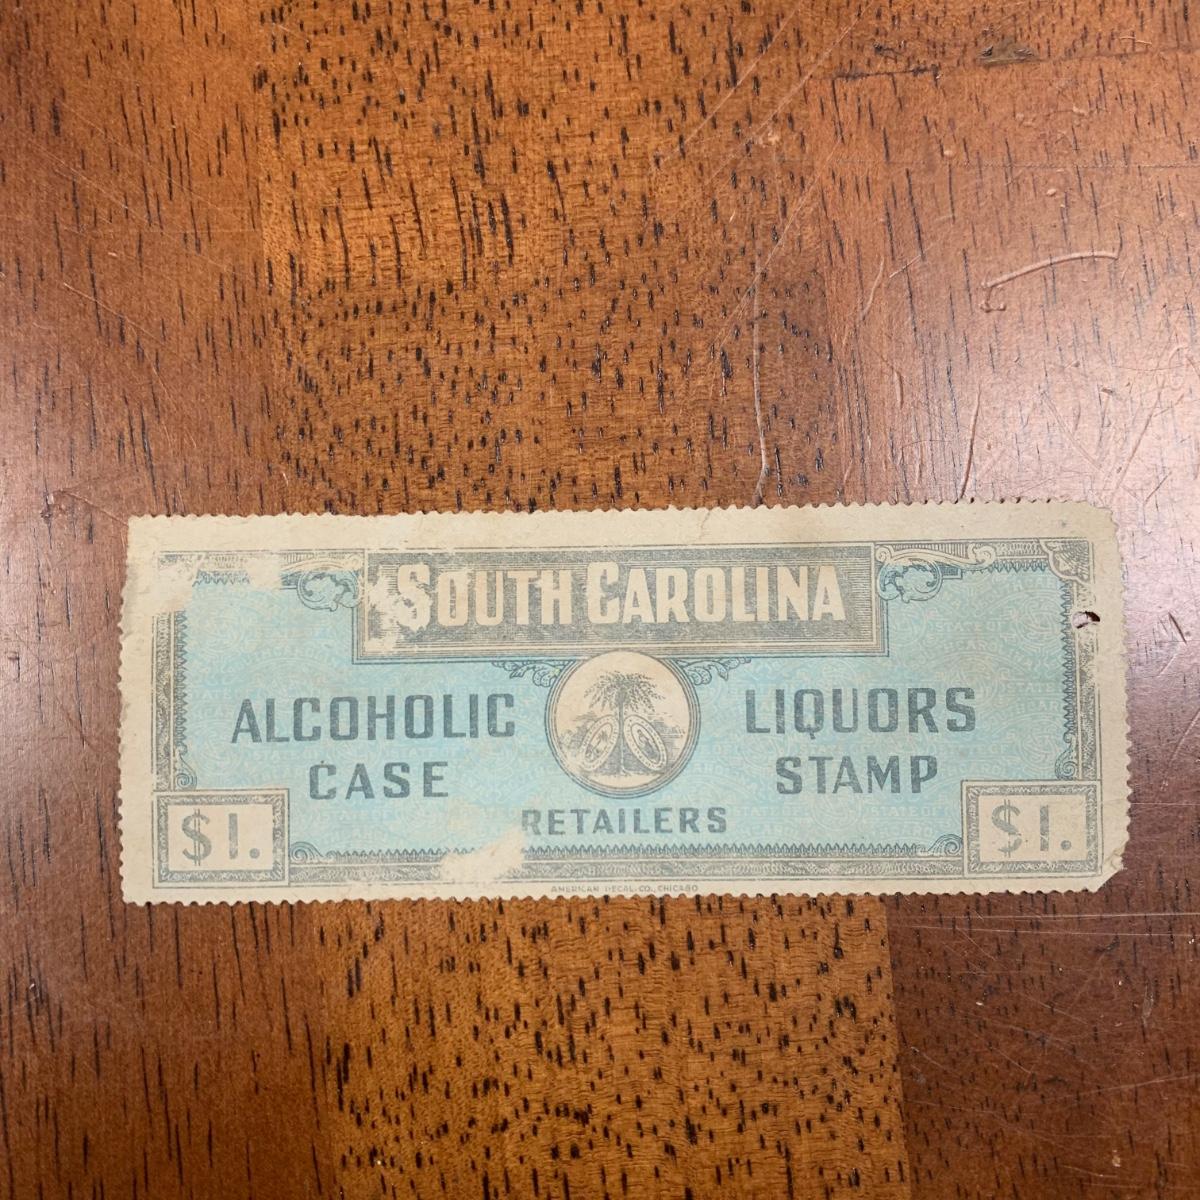 SOUTH CAROLINA
ALCOHOLIC LIQUORS
CASE STAMP
RETAILERS
$1. $1.
AMERICAN DECAL. CO., CHICAGO